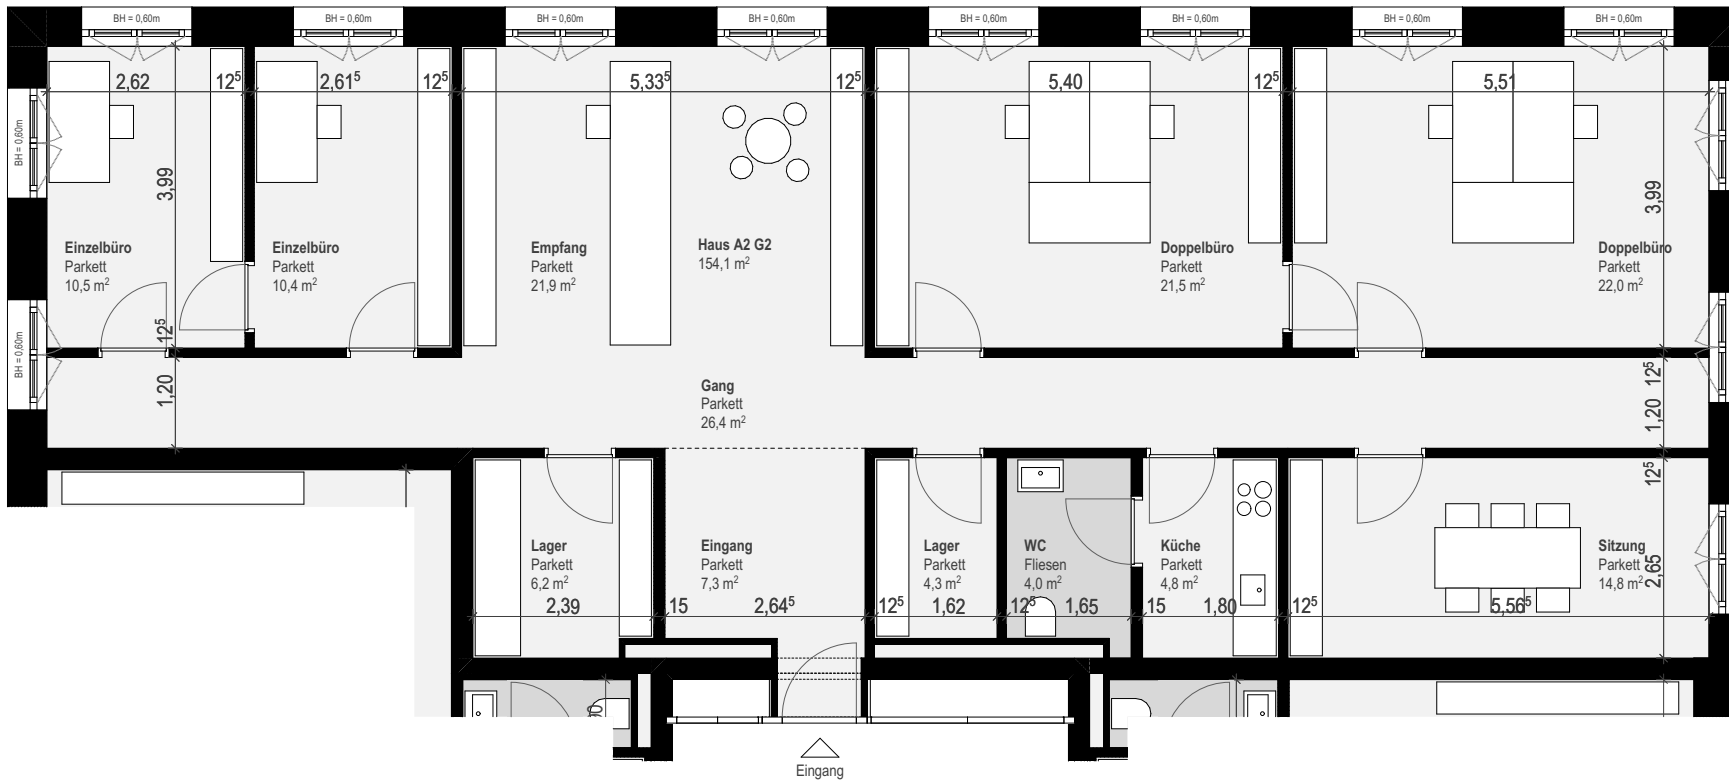 BH = 0,60m
BH = 0,60m
BH = 0,60m
BH = 0,60m
BH = 0,60m
BH = 0,60m
BH = 0,60m
BH = 0,60m
2,62
12⁵
2,61⁵
12⁵
5,33⁵
12⁵
5,40
12⁵
5,51
BH = 0,60m
3,99
3,99
Einzelbüro
Parkett
10,5 m²
Einzelbüro
Parkett
10,4 m²
Empfang
Parkett
21,9 m²
Haus A2 G2
154,1 m²
Doppelbüro
Parkett
21,5 m²
Doppelbüro
Parkett
22,0 m²
BH = 0,60m
12⁵
1,20
12⁵
1,20
Gang
Parkett
26,4 m²
12⁵
Lager
Parkett
6,2 m²
Eingang
Parkett
7,3 m²
Lager
Parkett
4,3 m²
WC
Fliesen
4,0 m²
Küche
Parkett
4,8 m²
Sitzung
Parkett
14,8 m²
2,65
2,39
15
2,64⁵
12⁵
1,62
12⁵
1,65
15
1,80
12⁵
5,56⁵
Eingang